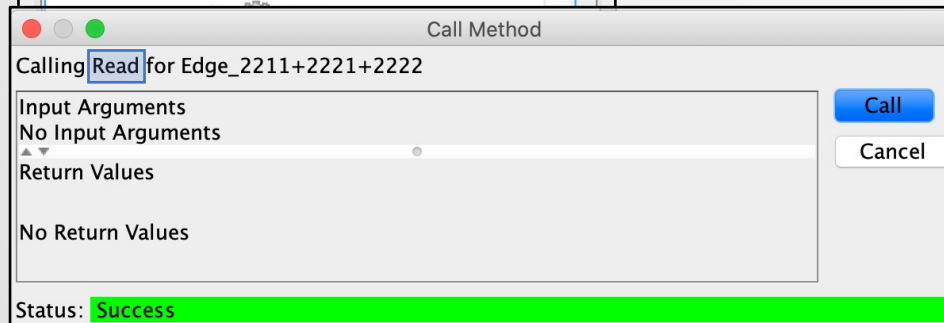 Call Method
Calling Read for Edge_2211+2221+2222
Input Arguments
No Input Arguments
Call
Cancel
Return Values
No Return Values
Status: Success